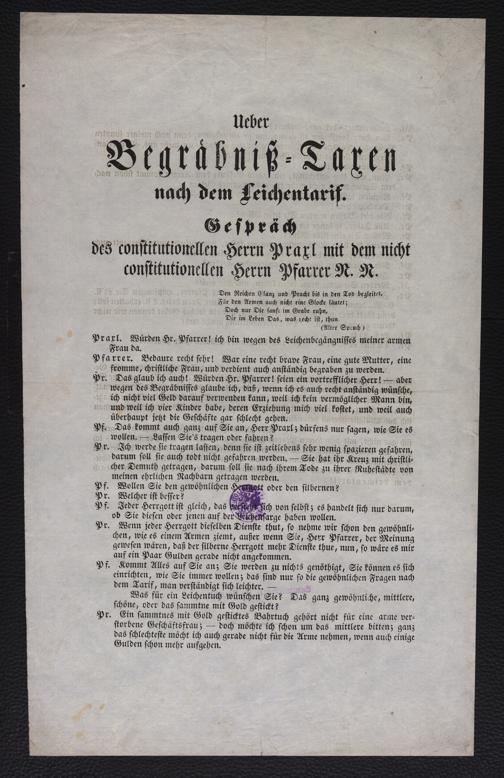 Ueber
Begräbniß-Taxen
nach dem Leichentarif.
Gespräch
des constitutionellen Herrn Praxl mit dem nicht
constitutionellen Herrn Pfarrer N. N.
Den Reichen Glanz und Pracht bis in den Tod begleitet,
Für den Armen auch nicht eine Glocke läutet;
Doch nur Die sanft im Grabe ruhn,
Die im Leben Das, was recht ist, thun.
(Alter Spruch)
Praxl. Würden Hr. Pfarrer! ich bin wegen des Leichenbegängnisses meiner armen
Frau da.
Pfarrer. Bedaure recht sehr! War eine recht brave Frau, eine gute Mutter, eine
fromme, christliche Frau, und verdient auch anständig begraben zu werden.
Pr. Das glaub ich auch! Würden Hr. Pfarrer! seien ein vortrefflicher Herr! — aber
wegen des Begräbnisses glaube ich, daß, wenn ich es auch recht anständig wünsche,
ich nicht viel Geld darauf verwenden kann, weil ich kein vermöglicher Mann bin,
und weil ich vier Kinder habe, deren Erziehung mich viel kostet, und weil auch
überhaupt jetzt die Geschäfte gar schlecht gehen.
Pf. Das kommt auch ganz auf Sie an, Herr Praxl; dürfens nur sagen, wie Sie es
wollen. — Lassen Sie's tragen oder fahren?
Pr. Ich werde sie tragen lassen, denn sie ist zeitlebens sehr wenig spazieren gefahren,
darum soll sie auch todt nicht gefahren werden. — Sie hat ihr Kreuz mit christli-
cher Demuth getragen, darum soll sie nach ihrem Tode zu ihrer Ruhestädte von
meinen ehrlichen Nachbarn getragen werden.
Pf. Wollen Sie den gewöhnlichen Herrgott oder den silbernen?
Pr. Welcher ist besser?
Pf. Jeder Herrgott ist gleich, das versteht sich von selbst; es handelt sich nur darum,
ob Sie diesen oder jenen auf der Leichensarge haben wollen.
Pr. Wenn jeder Herrgott dieselben Dienste thut, so nehme wir schon den gewöhnli-
chen, wie es einem Armen ziemt, außer wenn Sie, Herr Pfarrer, der Meinung
gewesen wären, daß der silberne Herrgott mehr Dienste thue, nun, so wäre es mir
auf ein Paar Gulden gerade nicht angekommen.
Pf. Kommt Alles auf Sie an; Sie werden zu nichts genöthigt, Sie können es sich
einrichten, wie Sie immer wollen; das sind nur so die gewöhnlichen Fragen nach
dem Tarif, man verständigt sich leichter. —
Was für ein Leichentuch wünschen Sie? Das ganz gewöhnliche, mittlere,
schöne, oder das sammtne mit Gold gestickt?
Pr. Ein sammtnes mit Gold gesticktes Bahrtuch gehört nicht für eine arme ver-
storbene Geschäftsfrau; — doch möchte ich schon um das mittlere bitten; ganz
das schlechteste möcht ich auch gerade nicht für die Arme nehmen, wenn auch einige
Gulden schon mehr aufgehen.